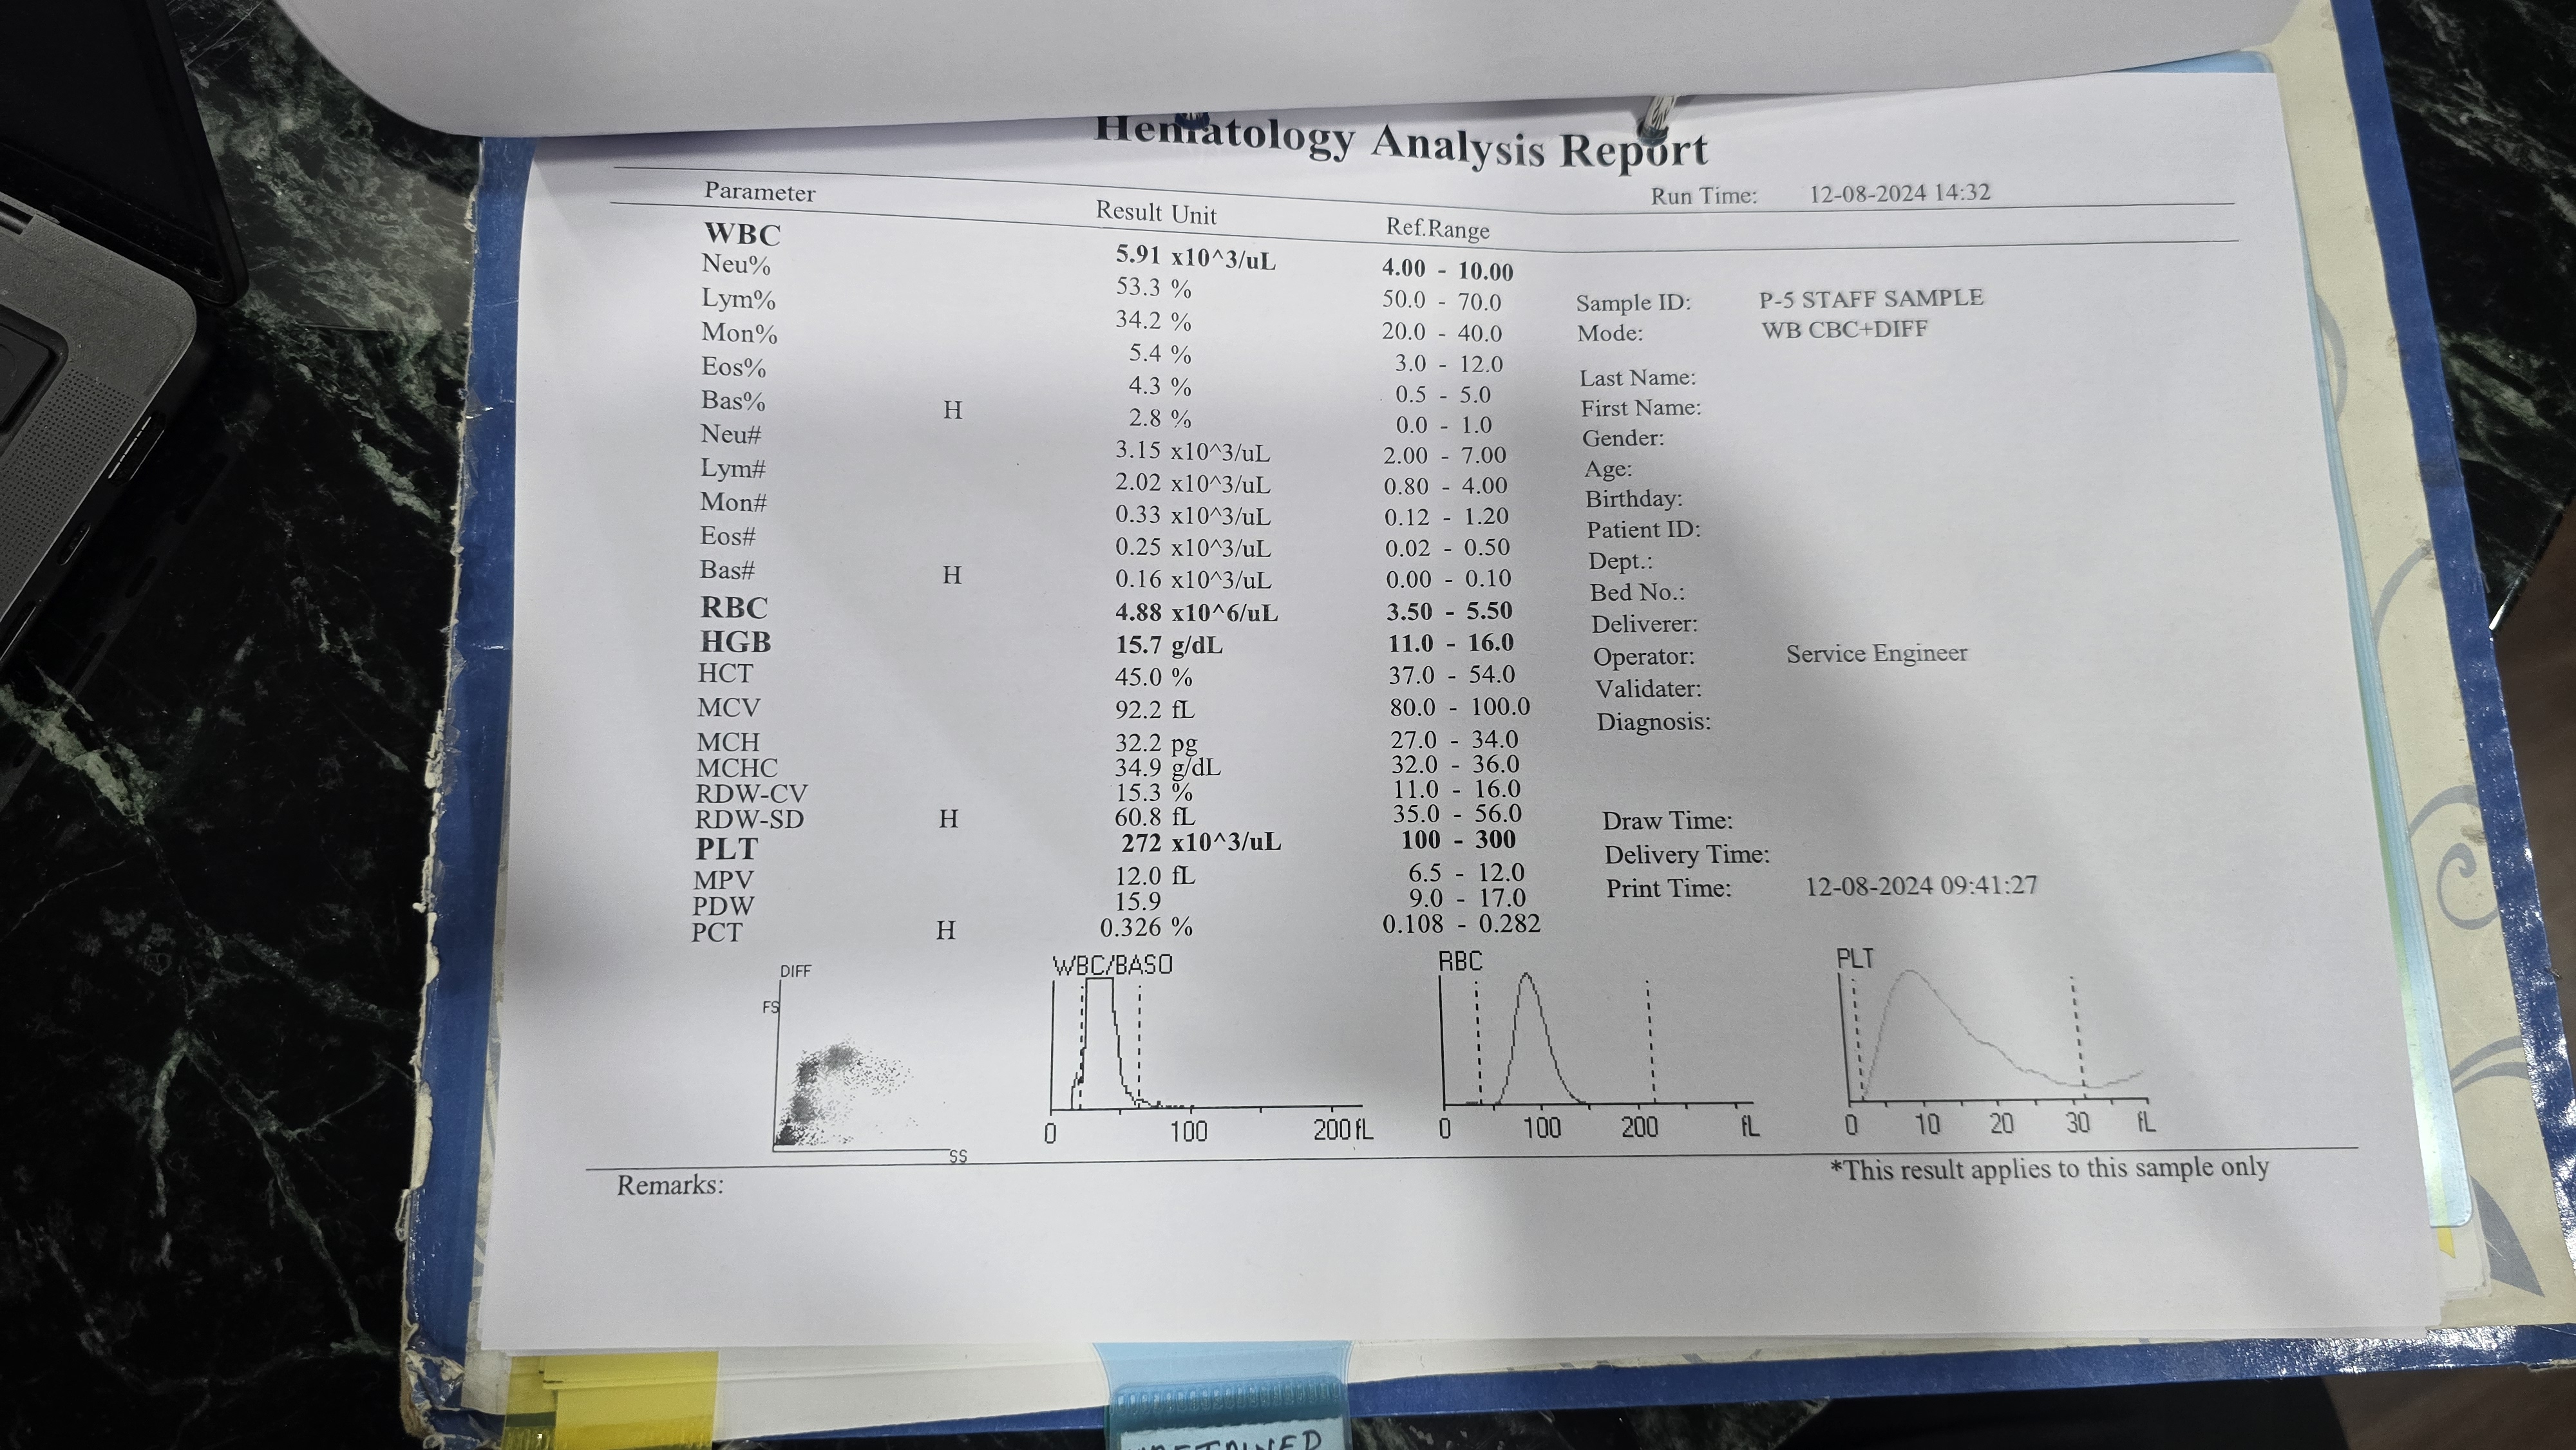 Hematology Analysis Report
Run Time: 12-08-2024 14:32
Parameter Result Unit Ref.Range
WBC 5.91 x10^3/uL 4.00 - 10.00
Neu% 53.3 % 50.0 - 70.0
Lym% 34.2 % 20.0 - 40.0
Mon% 5.4 % 3.0 - 12.0
Eos% 4.3 % 0.5 - 5.0
Bas% H 2.8 % 0.0 - 1.0
Neu# 3.15 x10^3/uL 2.00 - 7.00
Lym# 2.02 x10^3/uL 0.80 - 4.00
Mon# 0.33 x10^3/uL 0.12 - 1.20
Eos# 0.25 x10^3/uL 0.02 - 0.50
Bas# H 0.16 x10^3/uL 0.00 - 0.10
RBC 4.88 x10^6/uL 3.50 - 5.50
HGB 15.7 g/dL 11.0 - 16.0
HCT 45.0 % 37.0 - 54.0
MCV 92.2 fL 80.0 - 100.0
MCH 32.2 pg 27.0 - 34.0
MCHC 34.9 g/dL 32.0 - 36.0
RDW-CV 15.3 % 11.0 - 16.0
RDW-SD H 60.8 fL 35.0 - 56.0
PLT 272 x10^3/uL 100 - 300
MPV 12.0 fL 6.5 - 12.0
PDW 15.9 9.0 - 17.0
PCT H 0.326 % 0.108 - 0.282
Sample ID: P-5 STAFF SAMPLE
Mode: WB CBC+DIFF
Last Name:
First Name:
Gender:
Age:
Birthday:
Patient ID:
Dept.:
Bed No.:
Deliverer:
Operator: Service Engineer
Validater:
Diagnosis:
Draw Time:
Delivery Time:
Print Time: 12-08-2024 09:41:27
DIFF
FS
SS
WBC/BASO
0 100 200 fL
RBC
0 100 200 fL
PLT
0 10 20 30 fL
Remarks:
*This result applies to this sample only